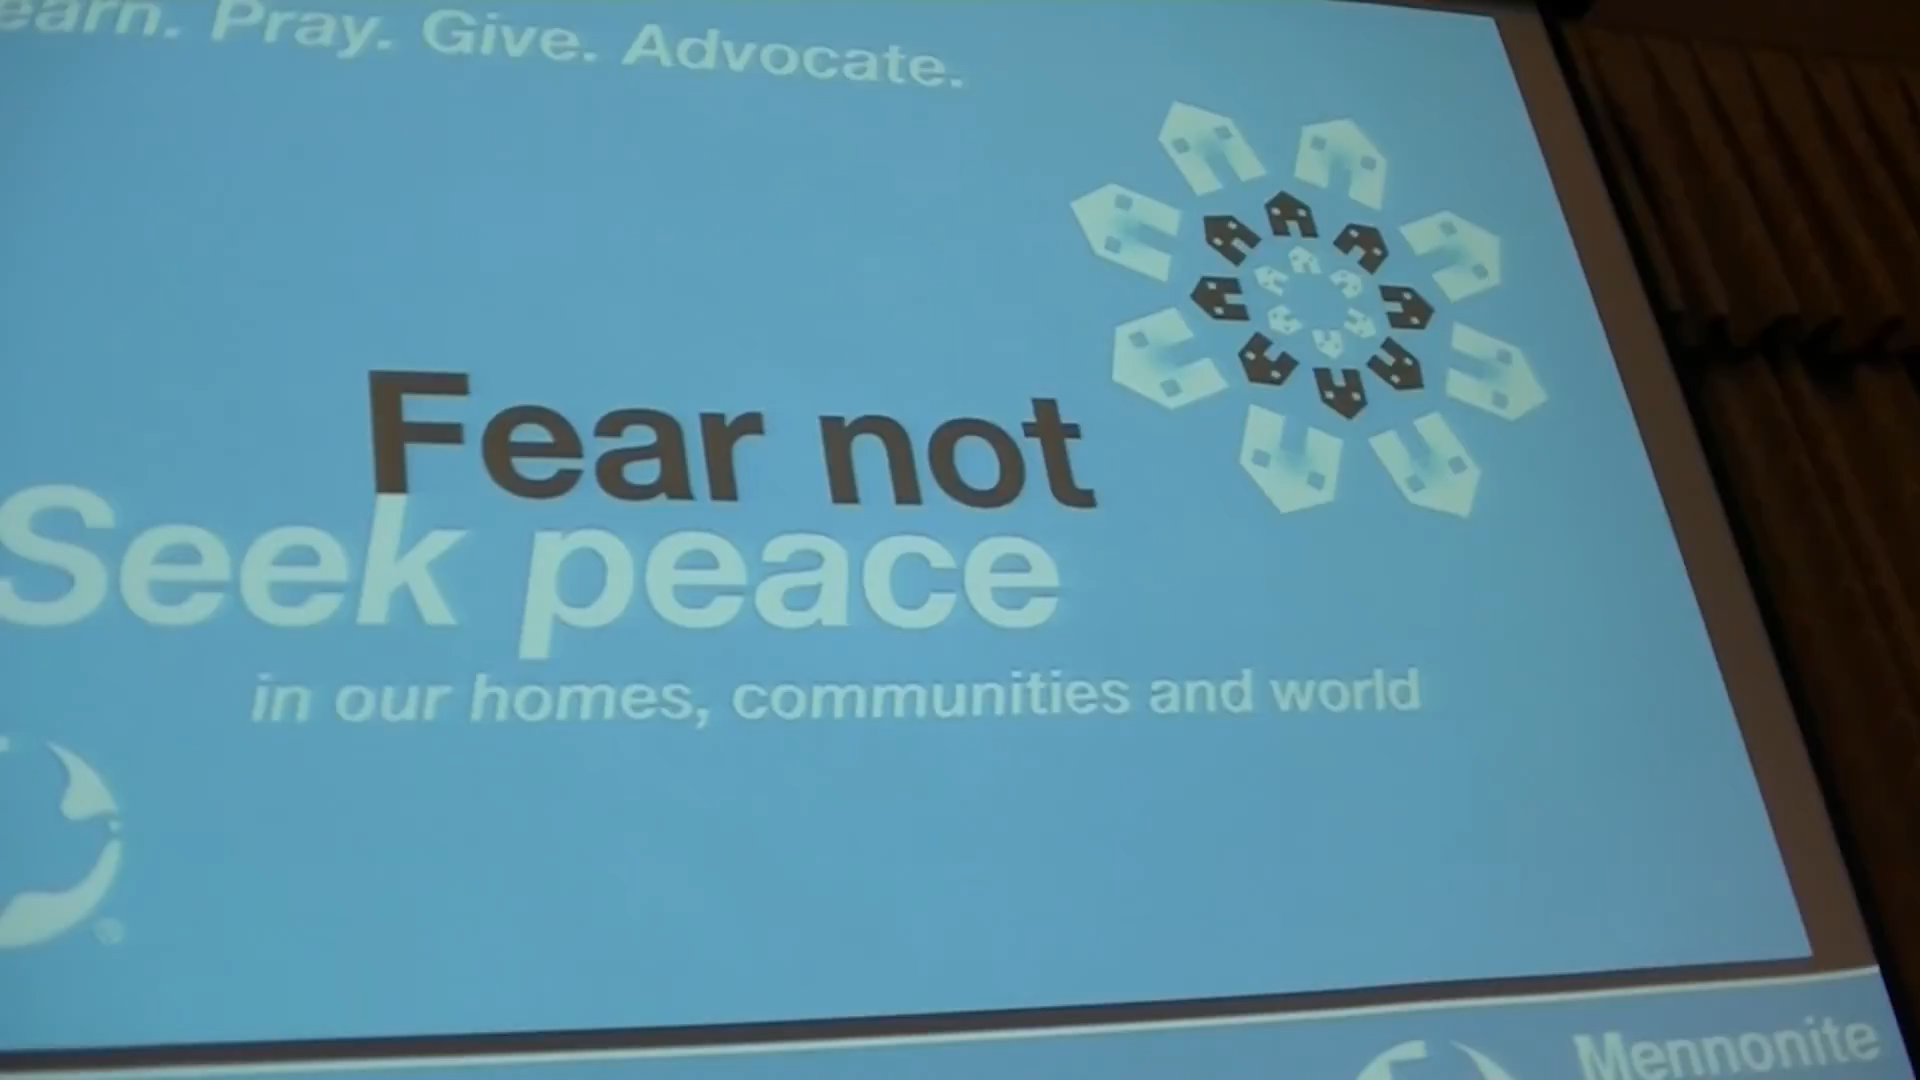 earn. Pray. Give. Advocate.
Fear not
Seek peace
in our homes, communities and world
®
Mennonite